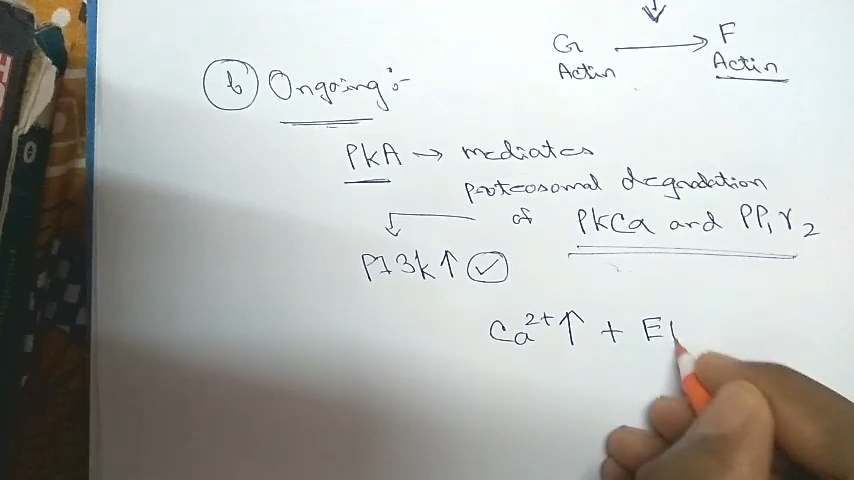 G → F
Actin Actin
(b) Ongoing :-
PkA → mediates
proteosomal degradation
of PkCα and PP1γ2
PI3k ↑ ✓
Ca2+ ↑ + E